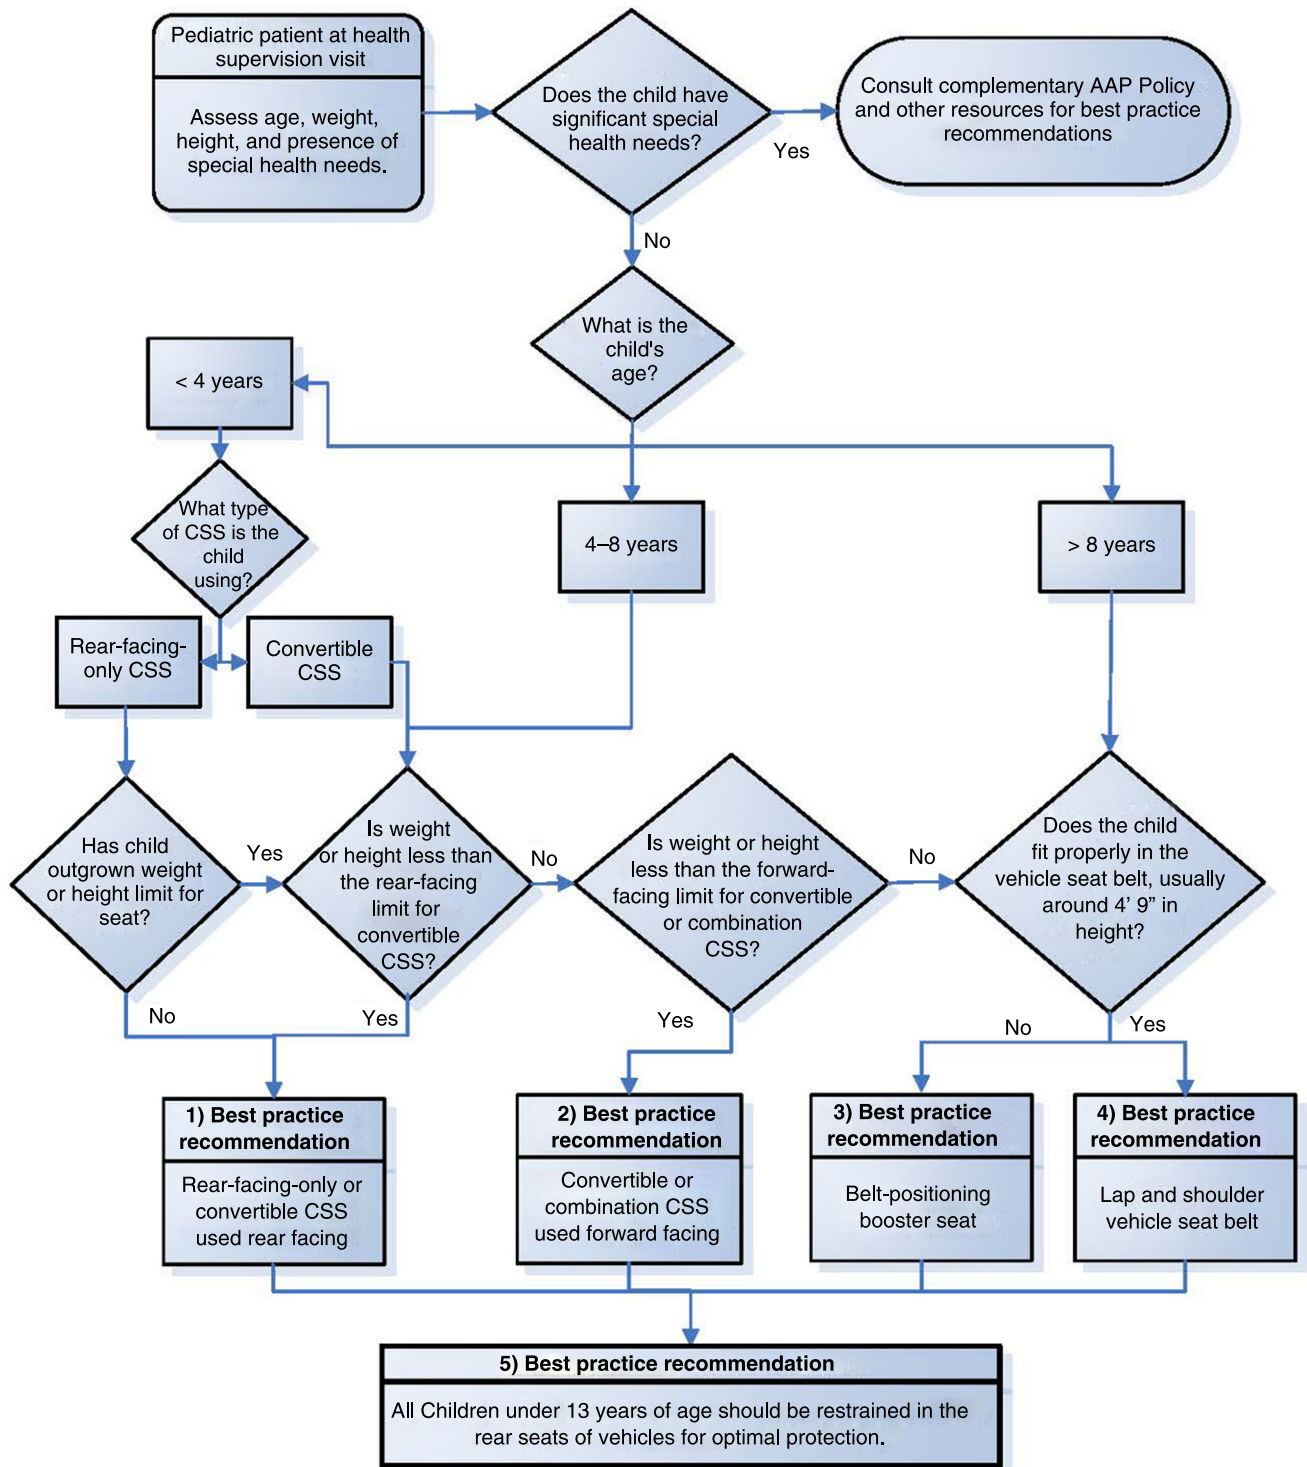 Pediatric patient at health
supervision visit
Assess age, weight,
height, and presence of
special health needs.
Does the child have
significant special
health needs?
Yes
Consult complementary AAP Policy
and other resources for best practice
recommendations
No
What is the
child's
age?
< 4 years
What type
of CSS is the
child
using?
4–8 years
> 8 years
Rear-facing-
only CSS
Convertible
CSS
Has child
outgrown weight
or height limit for
seat?
Yes
Is weight
or height less than
the rear-facing
limit for
convertible
CSS?
No
Is weight or height
less than the forward-
facing limit for convertible
or combination
CSS?
No
Does the child
fit properly in the
vehicle seat belt, usually
around 4’ 9” in
height?
No
Yes
Yes
No
Yes
1) Best practice
recommendation
Rear-facing-only or
convertible CSS
used rear facing
2) Best practice
recommendation
Convertible or
combination CSS
used forward facing
3) Best practice
recommendation
Belt-positioning
booster seat
4) Best practice
recommendation
Lap and shoulder
vehicle seat belt
5) Best practice recommendation
All Children under 13 years of age should be restrained in the
rear seats of vehicles for optimal protection.